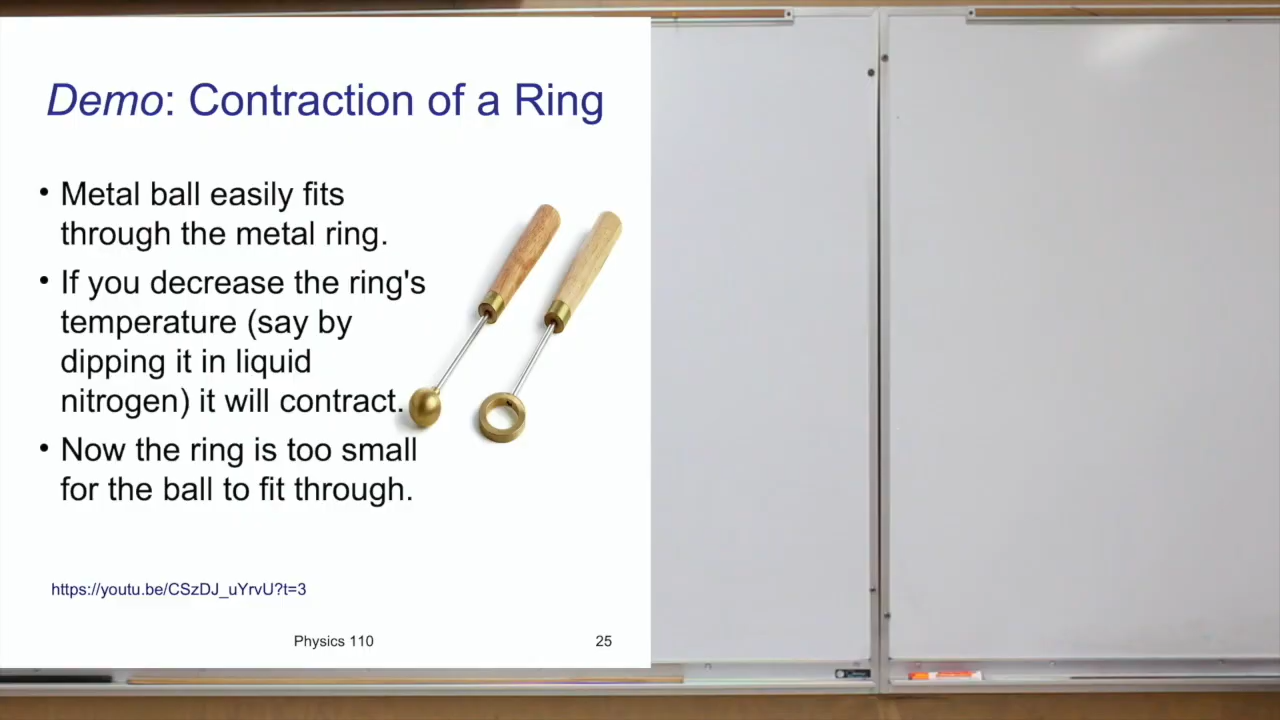 Demo: Contraction of a Ring
• Metal ball easily fits
through the metal ring.
• If you decrease the ring's
temperature (say by
dipping it in liquid
nitrogen) it will contract.
• Now the ring is too small
for the ball to fit through.
https://youtu.be/CSzDJ_uYrvU?t=3
Physics 110
25